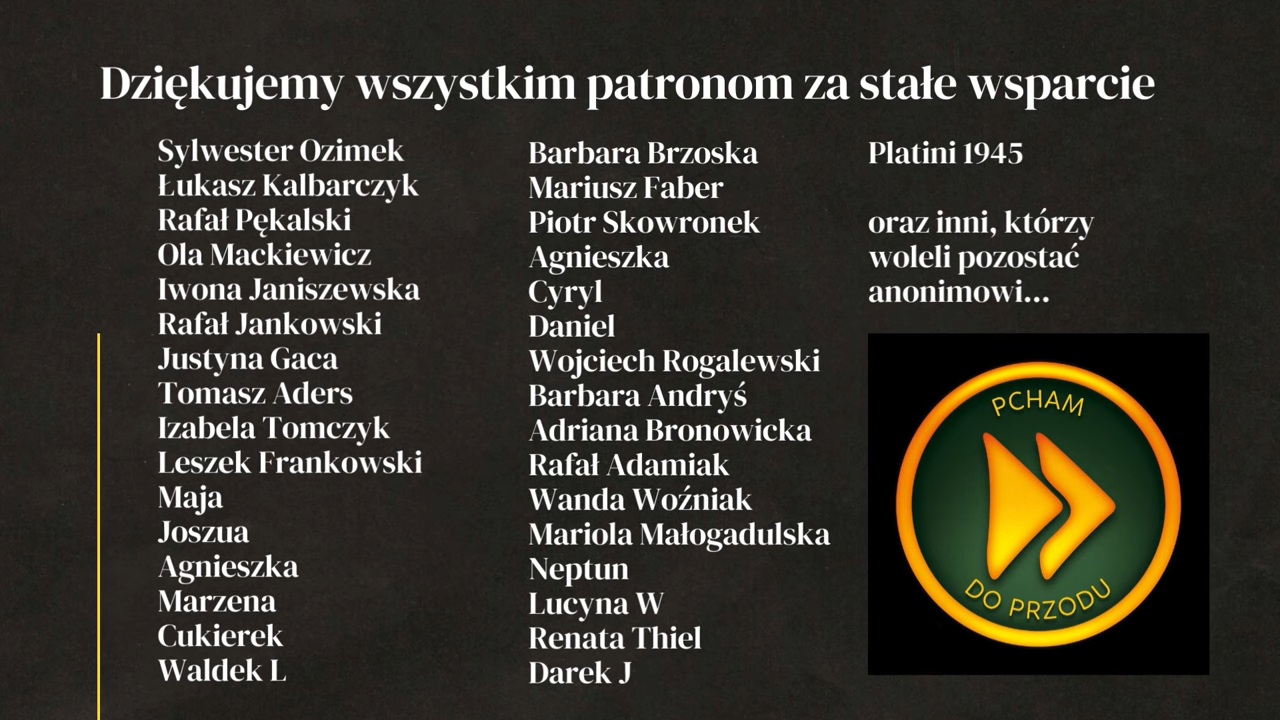 Dziękujemy wszystkim patronom za stałe wsparcie
Sylwester Ozimek
Łukasz Kalbarczyk
Rafał Pękalski
Ola Mackiewicz
Iwona Janiszewska
Rafał Jankowski
Justyna Gaca
Tomasz Aders
Izabela Tomczyk
Leszek Frankowski
Maja
Joszua
Agnieszka
Marzena
Cukierek
Waldek L
Barbara Brzoska
Mariusz Faber
Piotr Skowronek
Agnieszka
Cyryl
Daniel
Wojciech Rogalewski
Barbara Andryś
Adriana Bronowicka
Rafał Adamiak
Wanda Woźniak
Mariola Małogadulska
Neptun
Lucyna W
Renata Thiel
Darek J
Platini 1945
oraz inni, którzy
woleli pozostać
anonimowi...
PCHAM
DO PRZODU